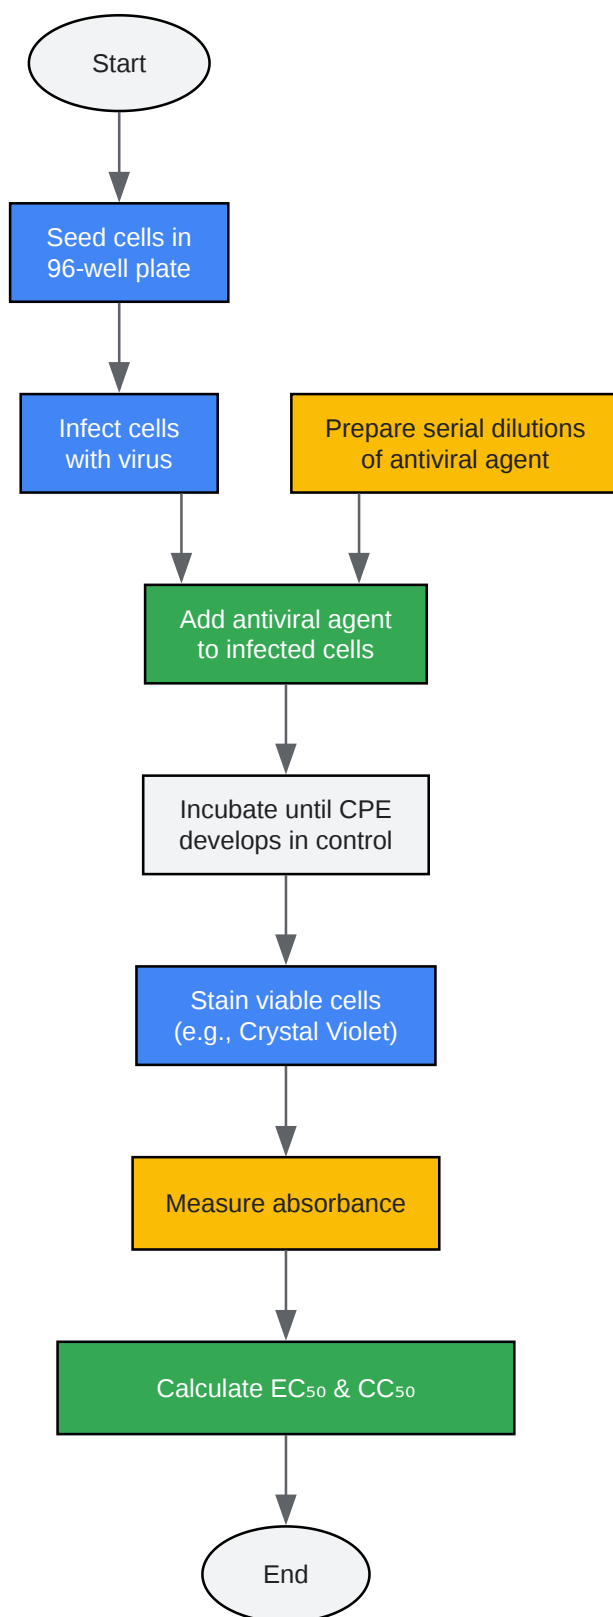 Start
Seed cells in
96-well plate
Infect cells
with virus
Prepare serial dilutions
of antiviral agent
Add antiviral agent
to infected cells
Incubate until CPE
develops in control
Stain viable cells
(e.g., Crystal Violet)
Measure absorbance
Calculate EC₅₀ & CC₅₀
End